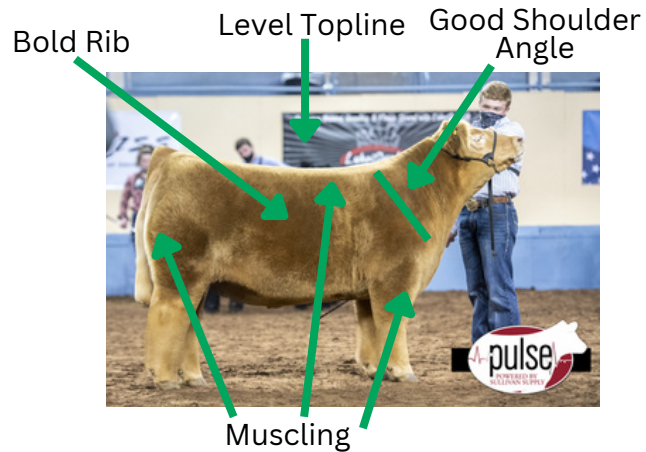 Level Topline
Good Shoulder
Angle
Bold Rib
pulse
POWERED BY
SULLIVAN SUPPLY
Muscling